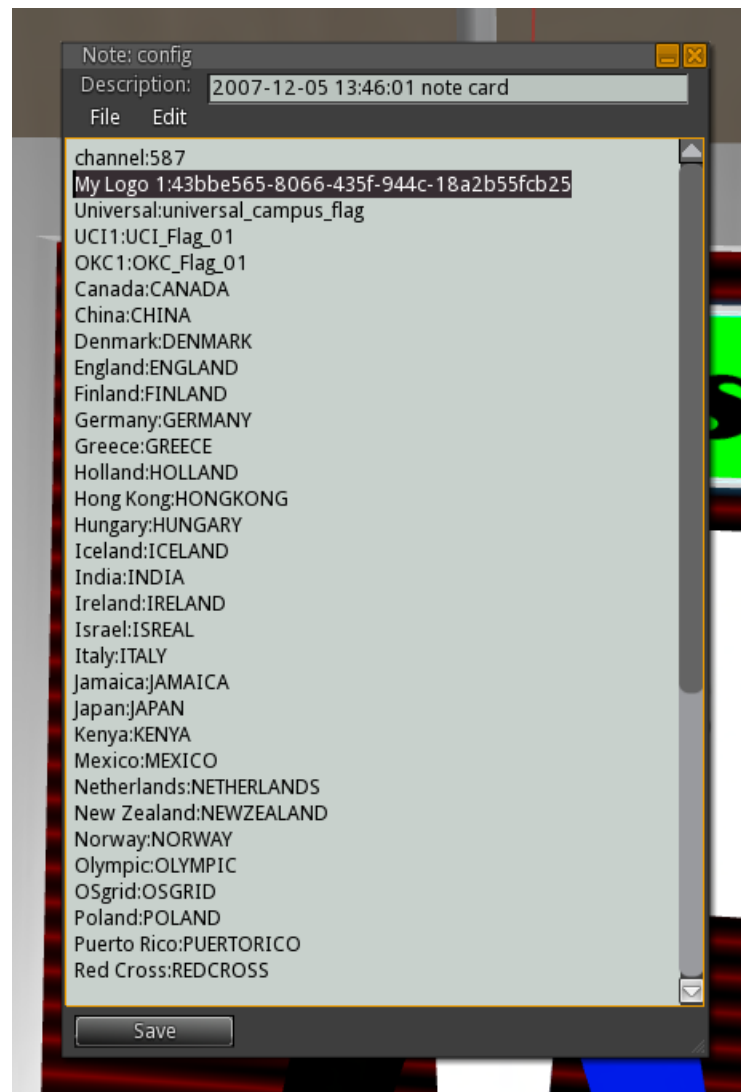 Note: config
Description: 2007-12-05 13:46:01 note card
File Edit
channel:587
My Logo 1:43bbe565-8066-435f-944c-18a2b55fcb25
Universal:universal_campus_flag
UCI1:UCI_Flag_01
OKC1:OKC_Flag_01
Canada:CANADA
China:CHINA
Denmark:DENMARK
England:ENGLAND
Finland:FINLAND
Germany:GERMANY
Greece:GREECE
Holland:HOLLAND
Hong Kong:HONGKONG
Hungary:HUNGARY
Iceland:ICELAND
India:INDIA
Ireland:IRELAND
Israel:ISREAL
Italy:ITALY
Jamaica:JAMAICA
Japan:JAPAN
Kenya:KENYA
Mexico:MEXICO
Netherlands:NETHERLANDS
New Zealand:NEWZEALAND
Norway:NORWAY
Olympic:OLYMPIC
OSgrid:OSGRID
Poland:POLAND
Puerto Rico:PUERTORICO
Red Cross:REDCROSS
Save